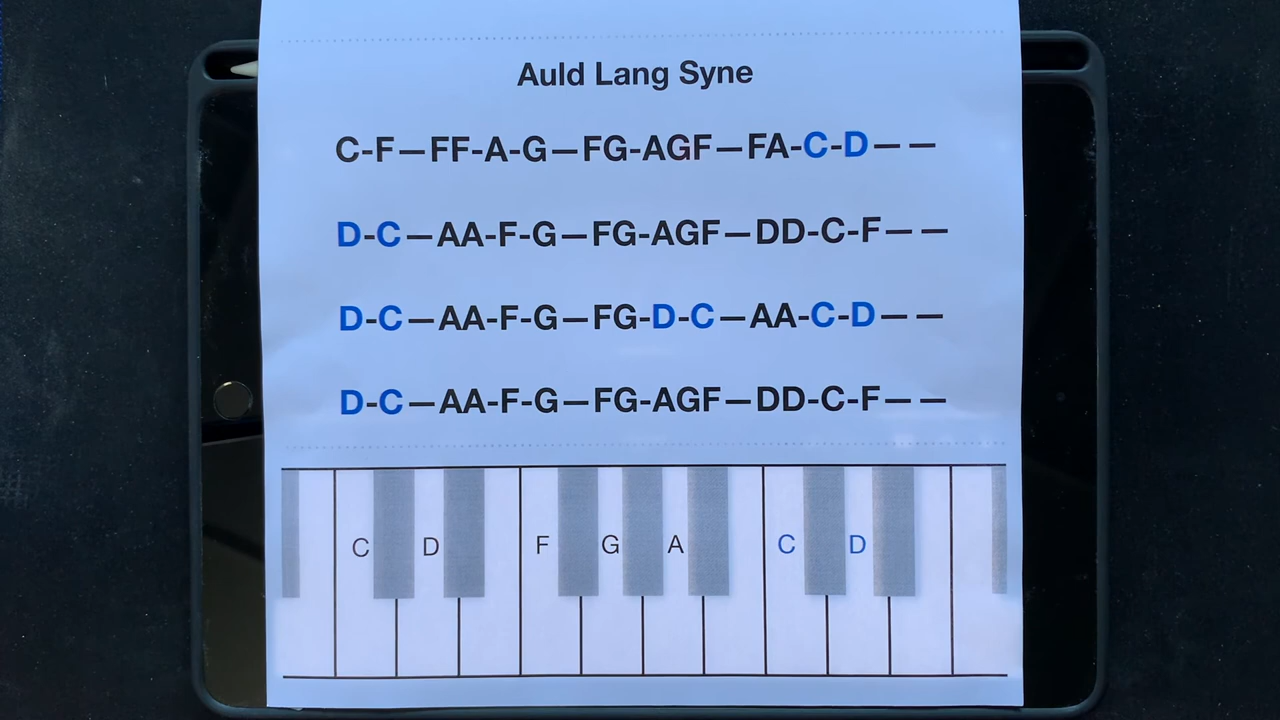 Auld Lang Syne
C-F—FF-A-G—FG-AGF—FA-C-D— —
D-C—AA-F-G—FG-AGF—DD-C-F— —
D-C—AA-F-G—FG-D-C—AA-C-D— —
D-C—AA-F-G—FG-AGF—DD-C-F— —
C D F G A C D